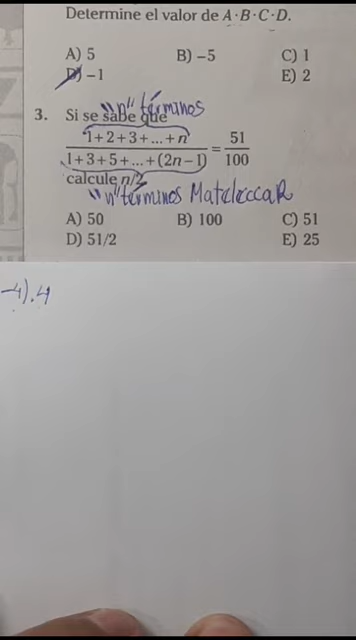 Determine el valor de A·B·C·D.
A) 5 B) −5 C) 1
D) −1 E) 2
"n" términos
3. Si se sabe que
1+2+3+...+n / 1+3+5+...+(2n−1) = 51/100
calcule n/2
"n" términos MateleccaR
A) 50 B) 100 C) 51
D) 51/2 E) 25
−4).4